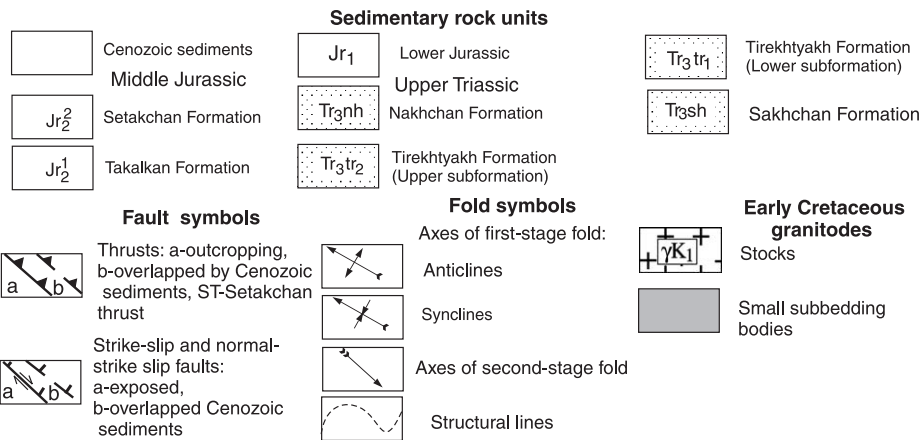 Sedimentary rock units
Cenozoic sediments
Middle Jurassic
Jr₂² Setakchan Formation
Jr₂¹ Takalkan Formation
Jr₁ Lower Jurassic
Upper Triassic
Tr₃nh Nakhchan Formation
Tr₃tr₂ Tirekhtyakh Formation
(Upper subformation)
Tr₃tr₁ Tirekhtyakh Formation
(Lower subformation)
Tr₃sh Sakhchan Formation
Fault symbols
a b Thrusts: a-outcropping,
b-overlapped by Cenozoic
sediments, ST-Setakchan
thrust
a b Strike-slip and normal-
strike slip faults:
a-exposed,
b-overlapped Cenozoic
sediments
Fold symbols
Axes of first-stage fold:
Anticlines
Synclines
Axes of second-stage fold
Structural lines
Early Cretaceous
granitodes
γK₁ Stocks
Small subbedding
bodies